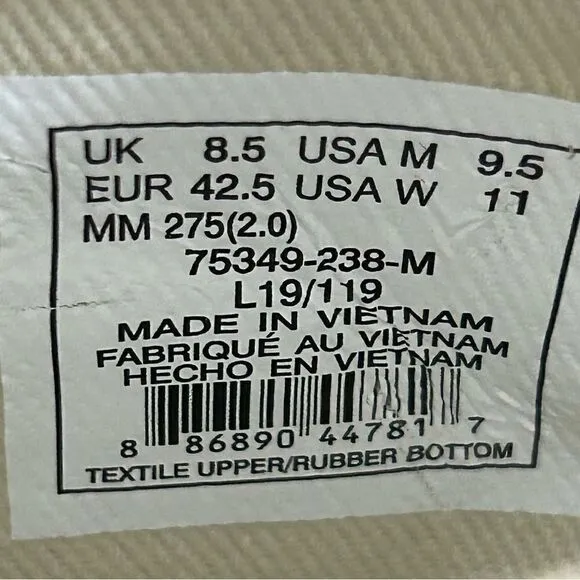 UK 8.5 USA M 9.5
EUR 42.5 USA W 11
MM 275(2.0)
75349-238-M
L19/119
MADE IN VIETNAM
FABRIQUÉ AU VIETNAM
HECHO EN VIETNAM
8 86890 44781 7
TEXTILE UPPER/RUBBER BOTTOM